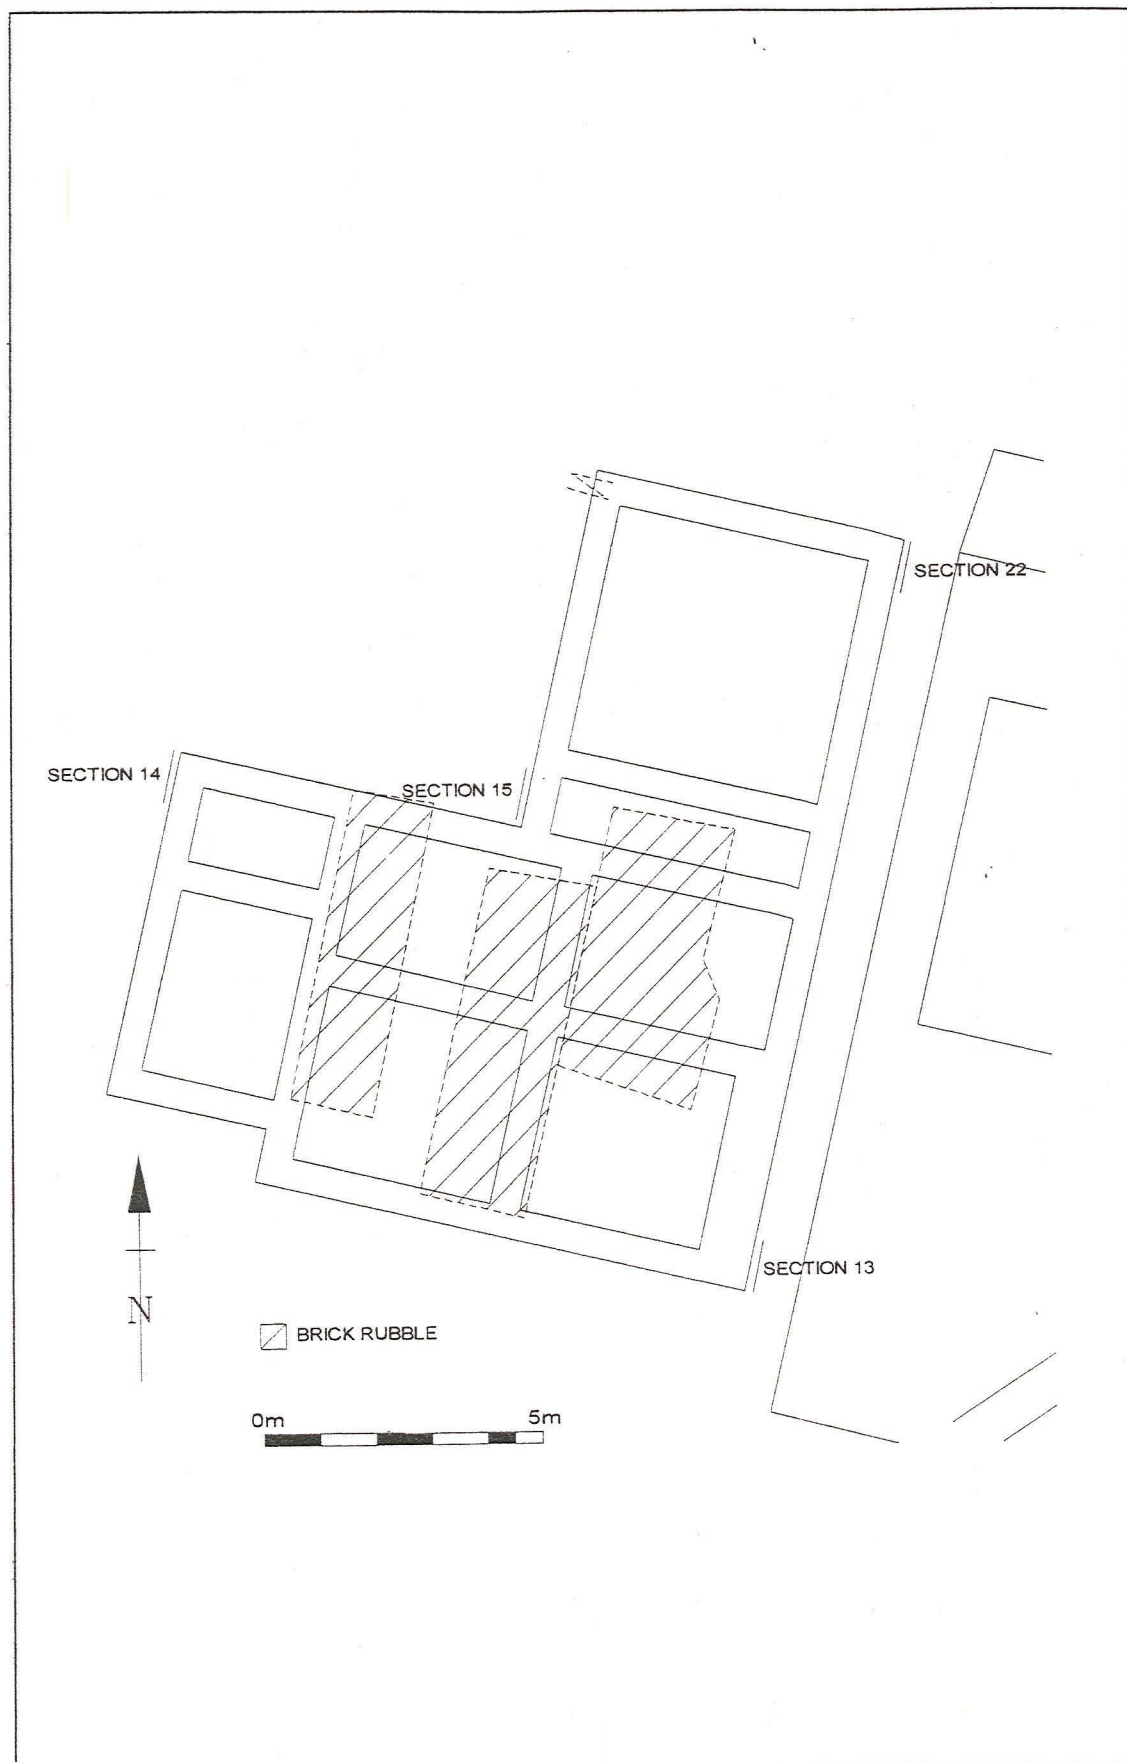 SECTION 22
SECTION 14
SECTION 15
SECTION 13
N
BRICK RUBBLE
0m 5m